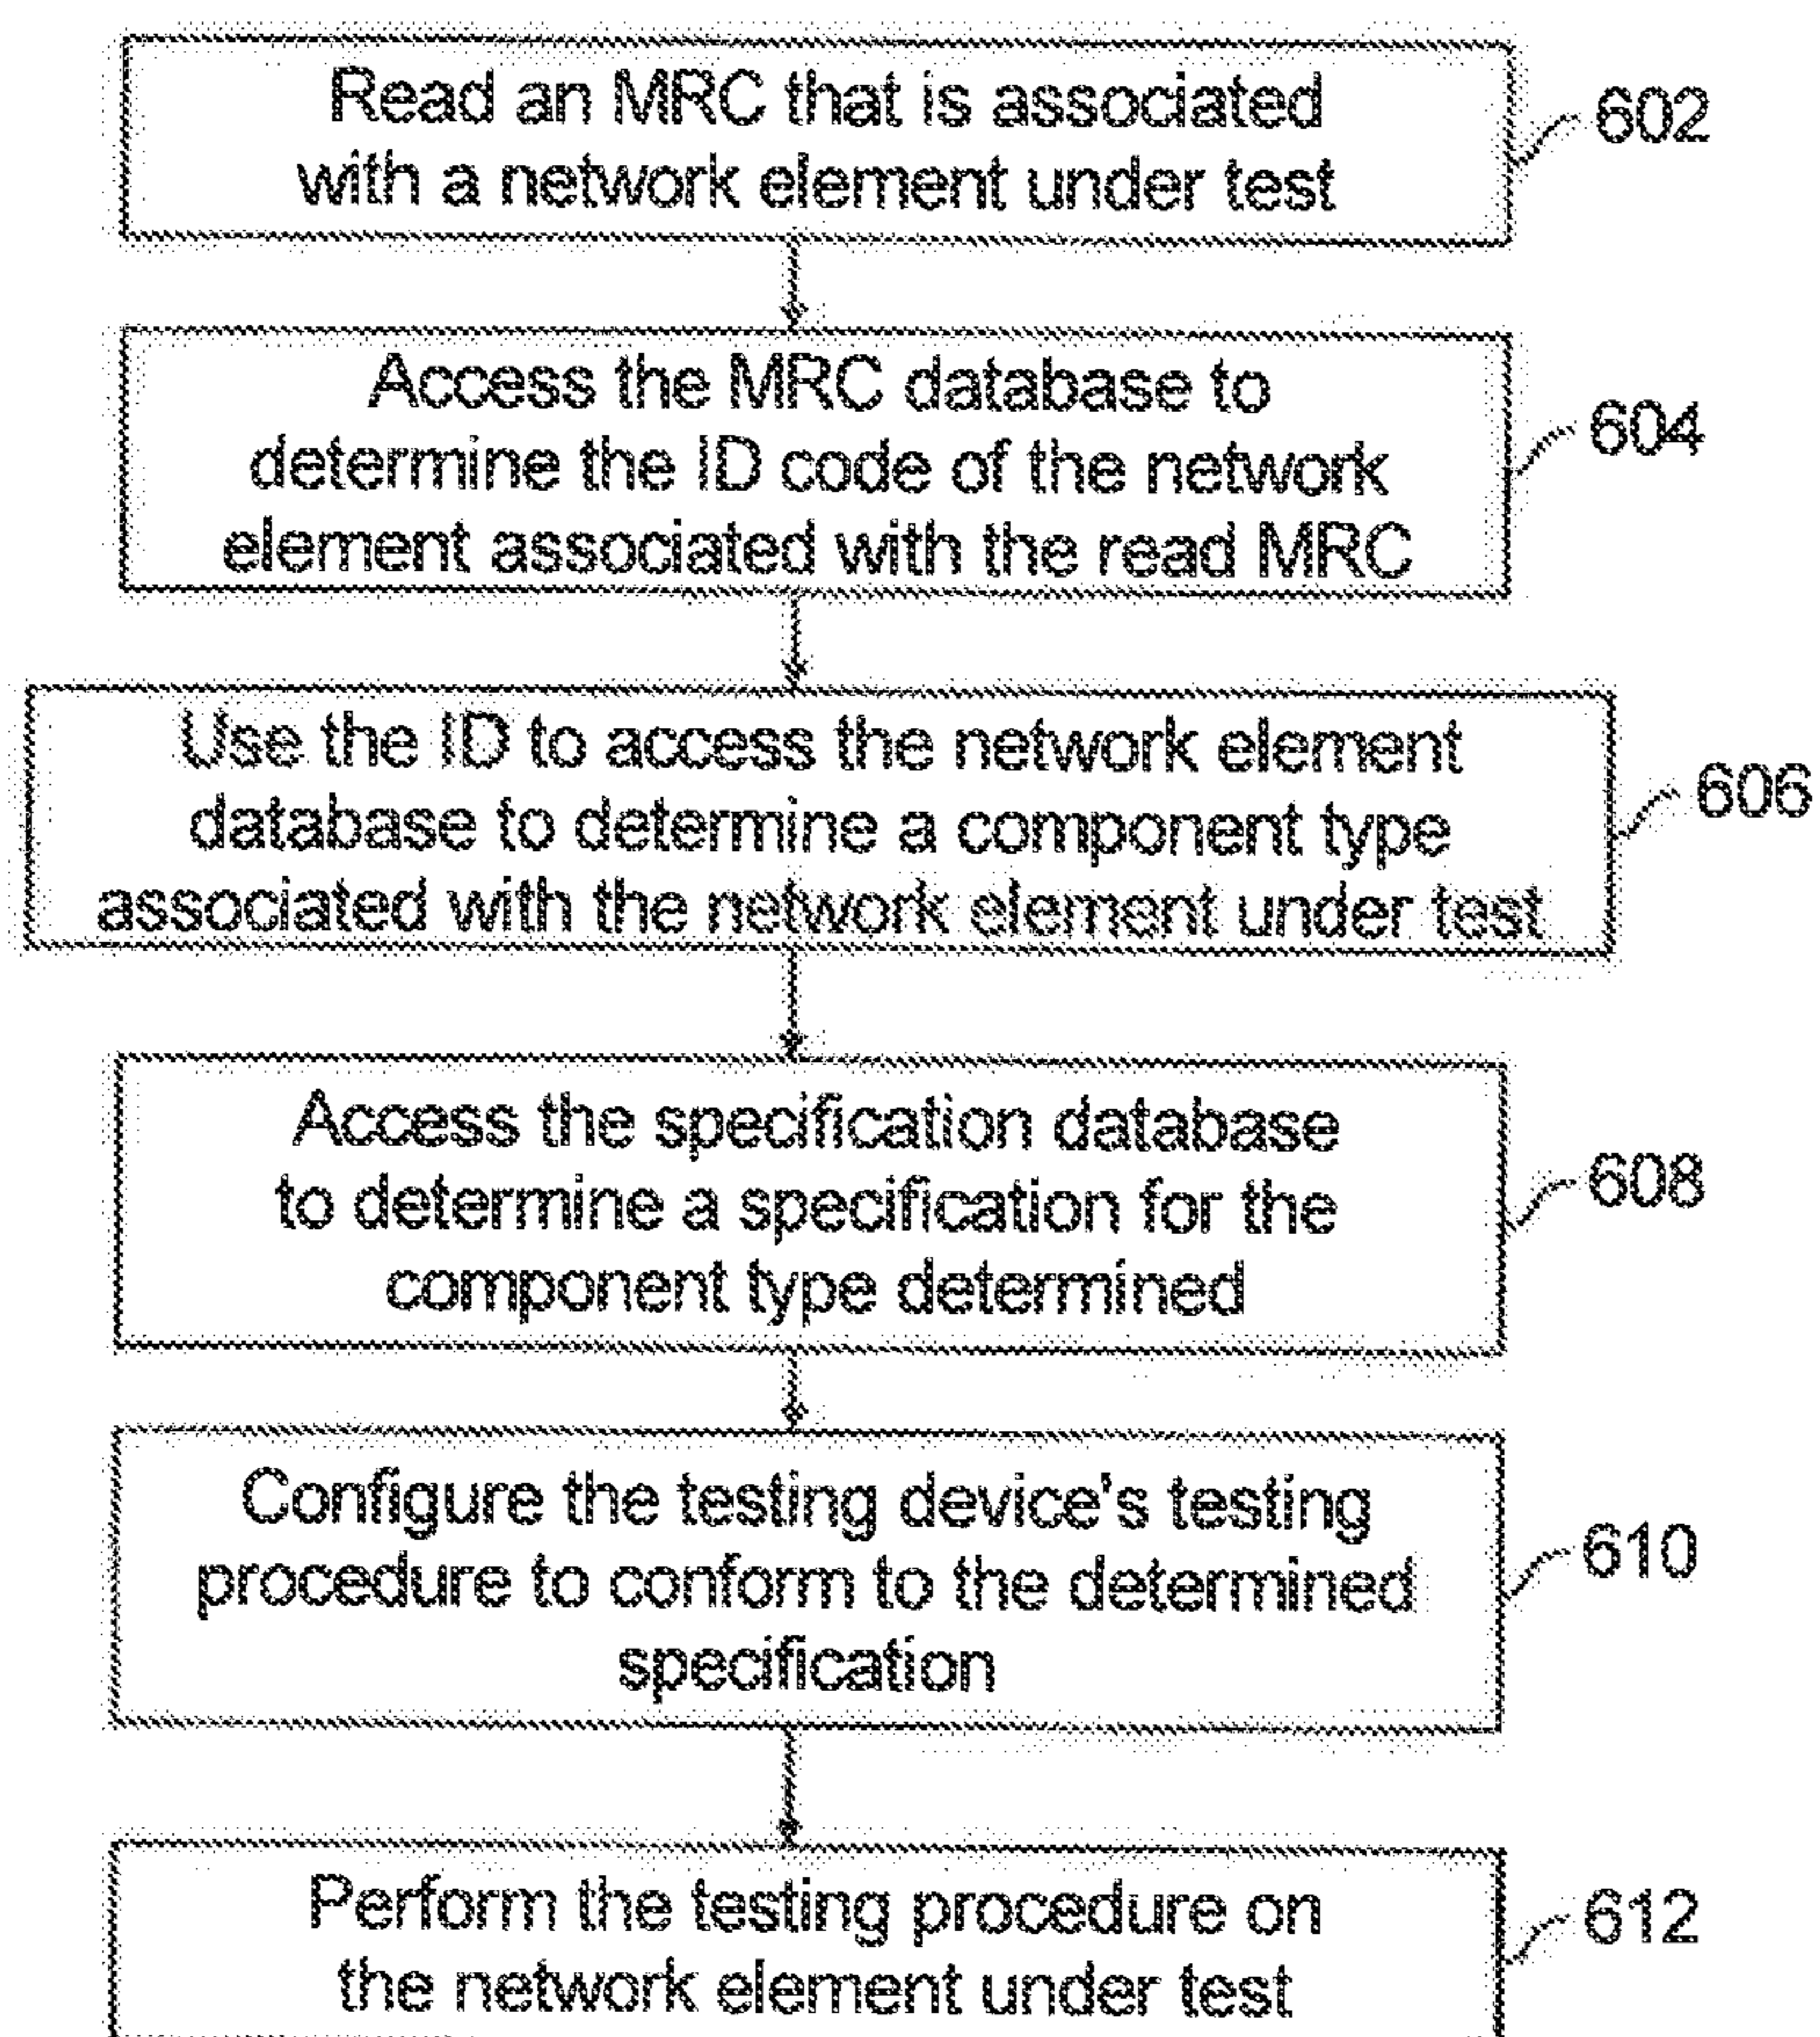 Read an MRC that is associated
with a network element under test
602
Access the MRC database to
determine the ID code of the network
element associated with the read MRC
604
Use the ID to access the network element
database to determine a component type
associated with the network element under test
606
Access the specification database
to determine a specification for the
component type determined
608
Configure the testing device's testing
procedure to conform to the determined
specification
610
Perform the testing procedure on
the network element under test
612